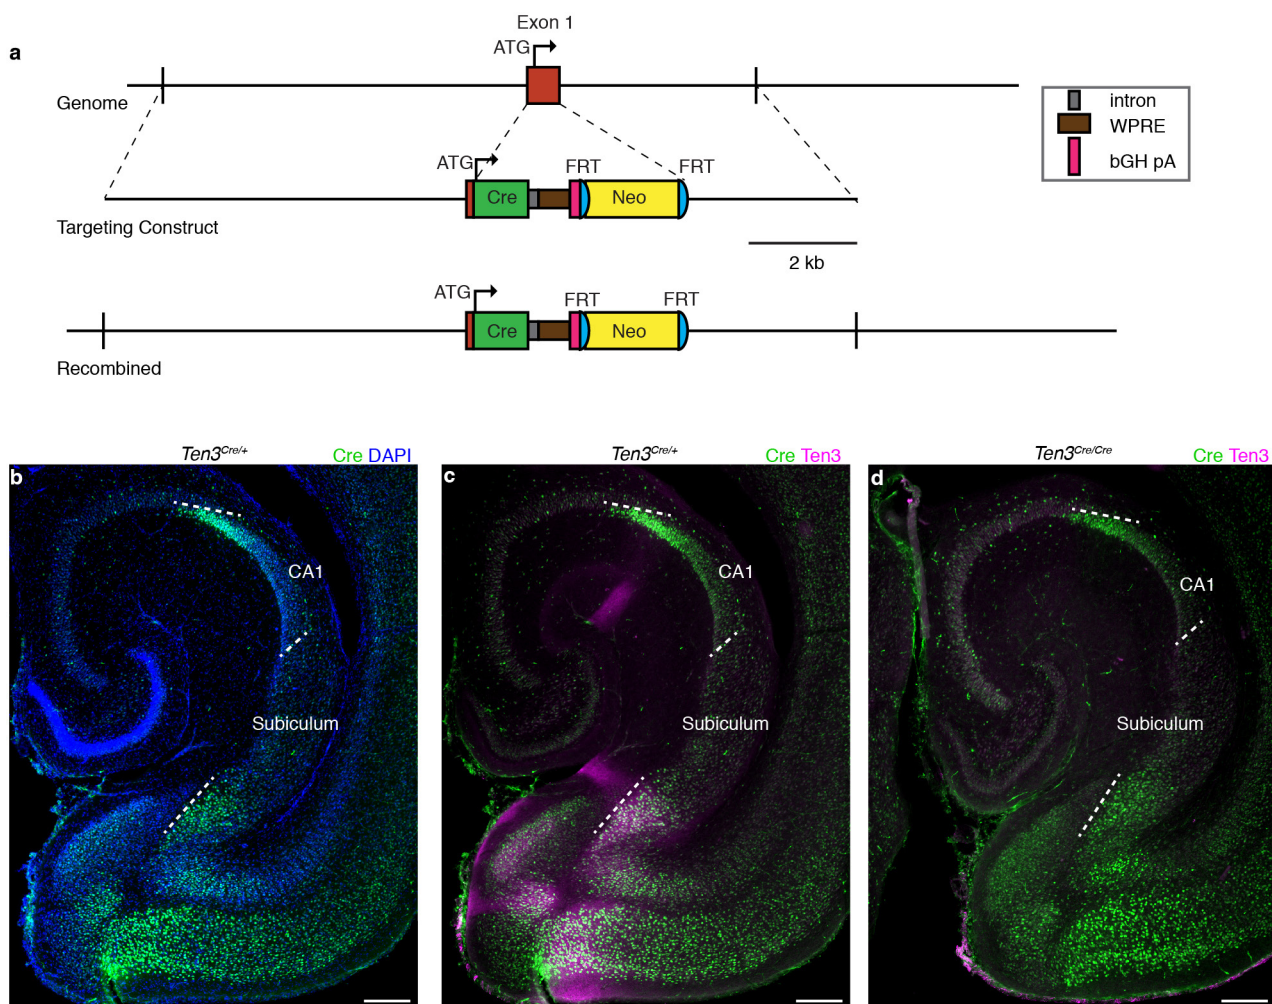 a
Exon 1
ATG
Genome
intron
WPRE
bGH pA
ATG
FRT
FRT
Cre
Neo
Targeting Construct
2 kb
ATG
FRT
FRT
Cre
Neo
Recombined
Ten3Cre/+
Cre DAPI
b
CA1
Subiculum
Ten3Cre/+
Cre Ten3
c
CA1
Subiculum
Ten3Cre/Cre
Cre Ten3
d
CA1
Subiculum